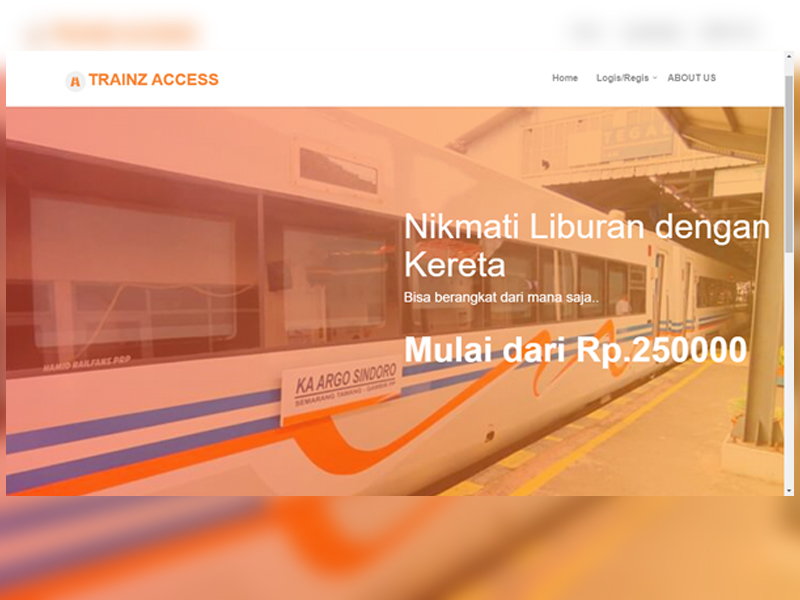 TRAINZ ACCESS
Home Logis/Regis ABOUT US
TEGAL
Nikmati Liburan dengan
Kereta
Bisa berangkat dari mana saja..
Mulai dari Rp.250000
HAMID RAILFANS PRP
KA ARGO SINDORO
SEMARANG TAWANG - GAMBIR PP